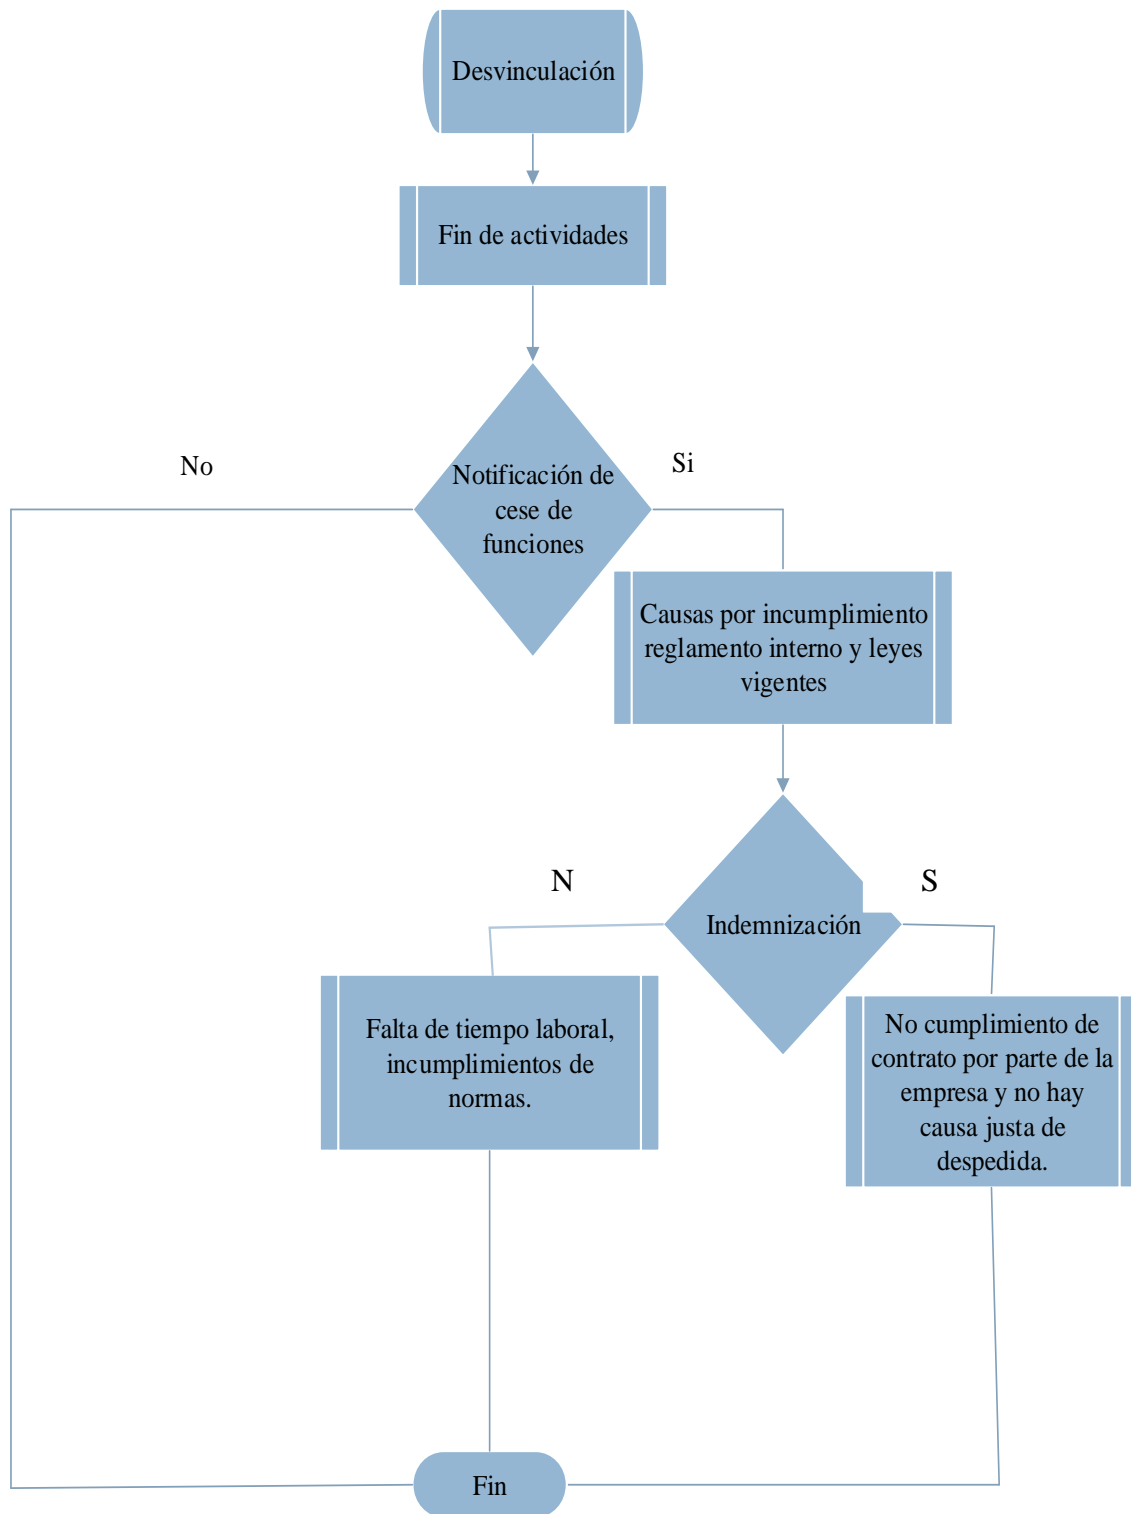 Desvinculación
Fin de actividades
No
Si
Notificación de
cese de
funciones
Causas por incumplimiento
reglamento interno y leyes
vigentes
N
S
Indemnización
Falta de tiempo laboral,
incumplimientos de
normas.
No cumplimiento de
contrato por parte de la
empresa y no hay
causa justa de
despedida.
Fin